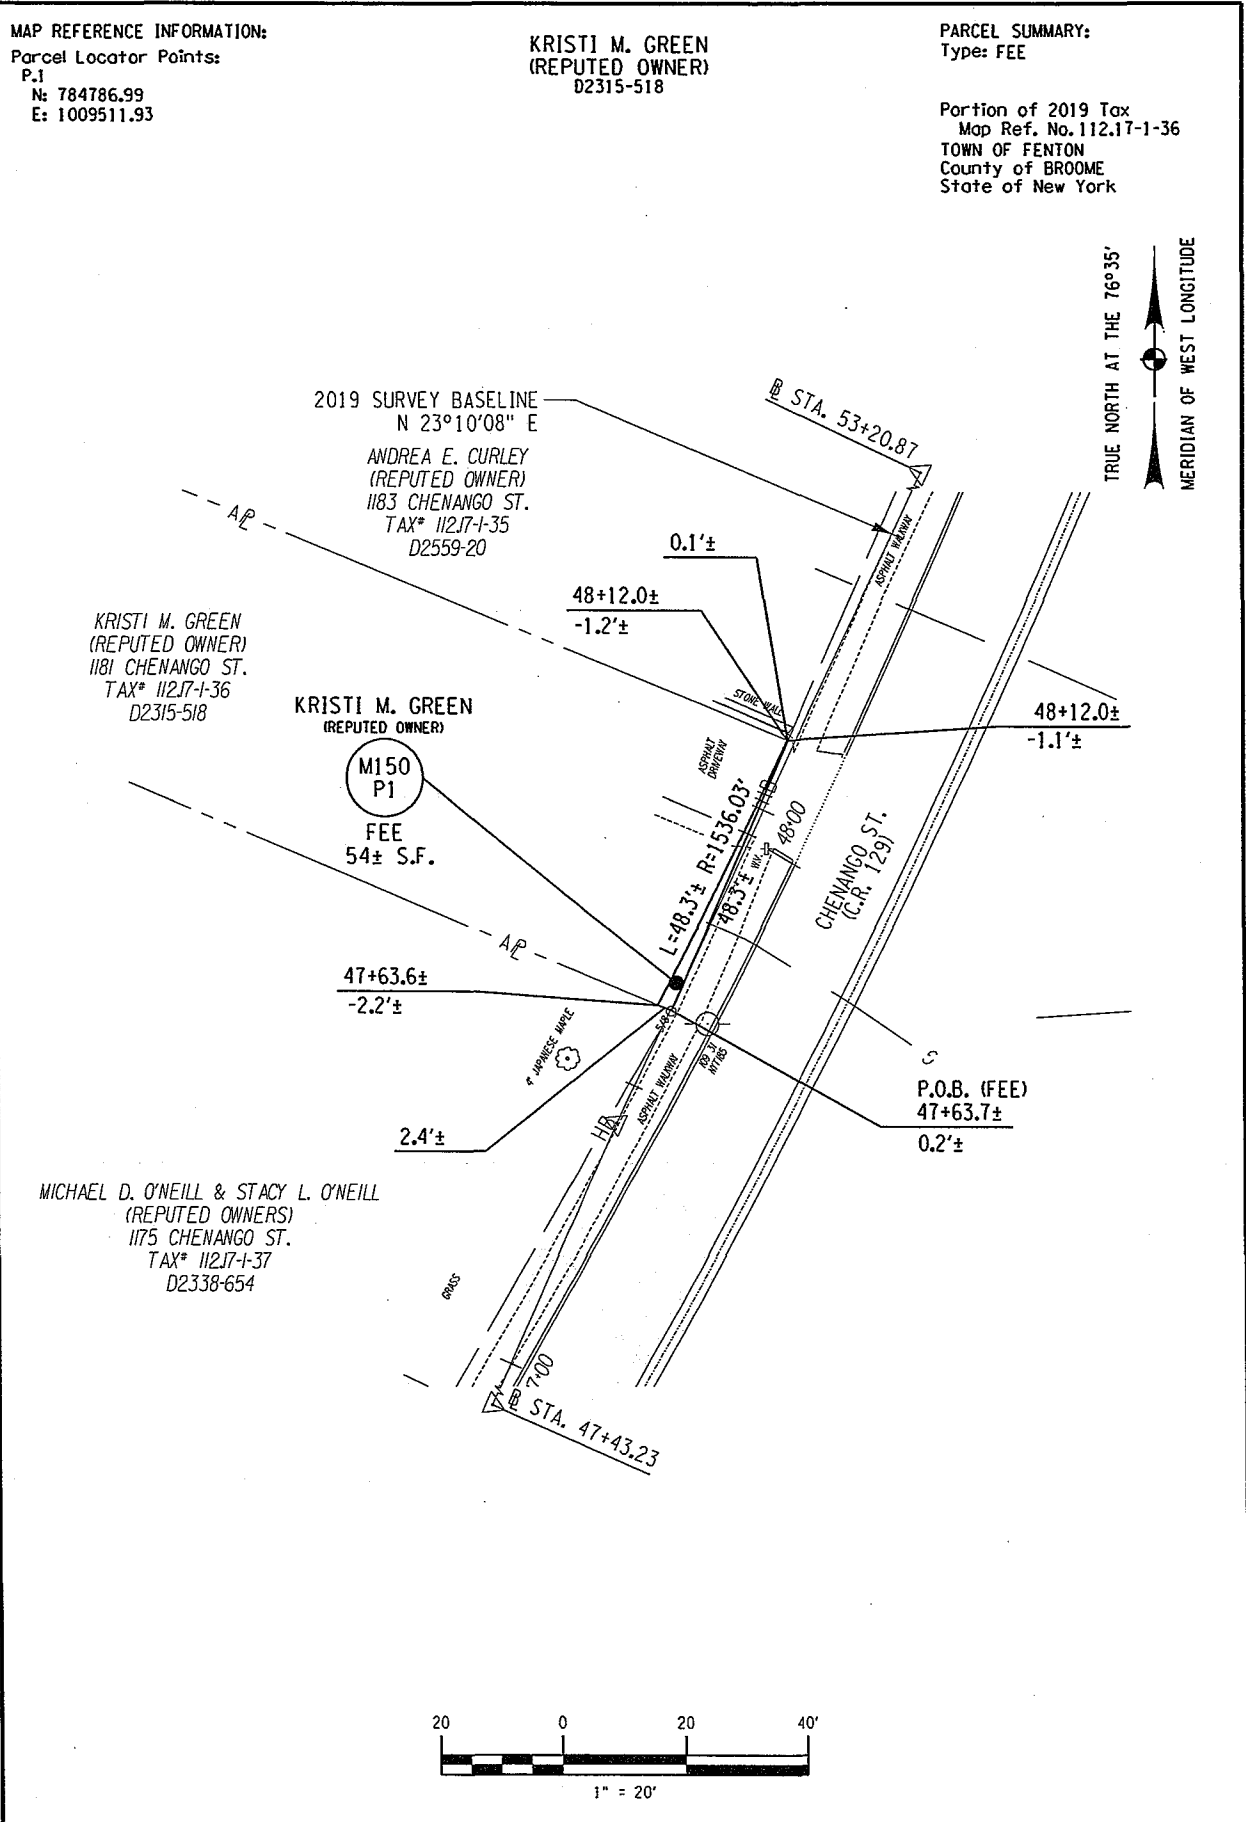 MAP REFERENCE INFORMATION:
Parcel Locator Points:
P.1
N: 784786.99
E: 1009511.93
KRISTI M. GREEN
(REPUTED OWNER)
D2315-518
PARCEL SUMMARY:
Type: FEE
Portion of 2019 Tax
Map Ref. No. 112.17-1-36
TOWN OF FENTON
County of BROOME
State of New York
TRUE NORTH AT THE 76°35'
MERIDIAN OF WEST LONGITUDE
2019 SURVEY BASELINE
N 23°10'08" E
ANDREA E. CURLEY
(REPUTED OWNER)
1183 CHENANGO ST.
TAX# 112.17-1-35
D2559-20
STA. 53+20.87
ASPHALT WALKWAY
0.1'±
48+12.0±
-1.2'±
KRISTI M. GREEN
(REPUTED OWNER)
1181 CHENANGO ST.
TAX# 112.17-1-36
D2315-518
KRISTI M. GREEN
(REPUTED OWNER)
M150
P1
FEE
54± S.F.
STONE WALL
ASPHALT
DRIVEWAY
48+12.0±
-1.1'±
HB
48+00
L=48.3'± R=1536.03'
48.3'±
W.V.
CHENANGO ST.
(C.R. 129)
47+63.6±
-2.2'±
4" JAPANESE MAPLE
ASPHALT WALKWAY
HB
2.4'±
S
P.O.B. (FEE)
47+63.7±
0.2'±
MICHAEL D. O'NEILL & STACY L. O'NEILL
(REPUTED OWNERS)
1175 CHENANGO ST.
TAX# 112.17-1-37
D2338-654
GRASS
7+00
STA. 47+43.23
20 0 20 40'
1" = 20'